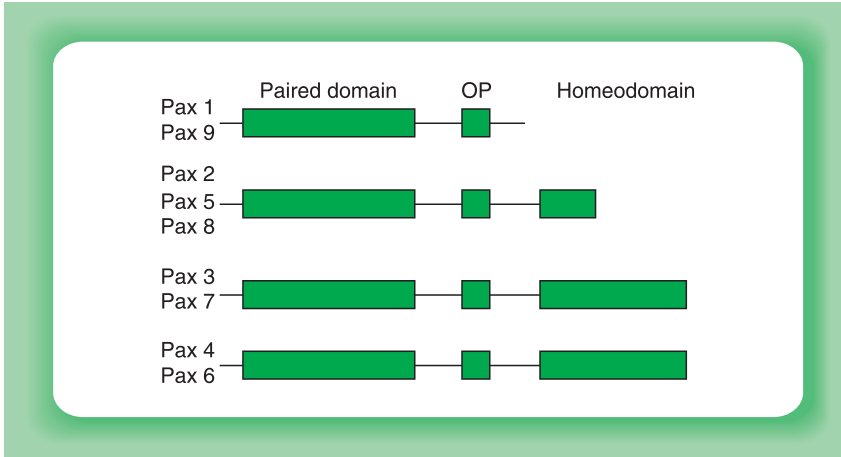 Paired domain OP Homeodomain
Pax 1
Pax 9
Pax 2
Pax 5
Pax 8
Pax 3
Pax 7
Pax 4
Pax 6